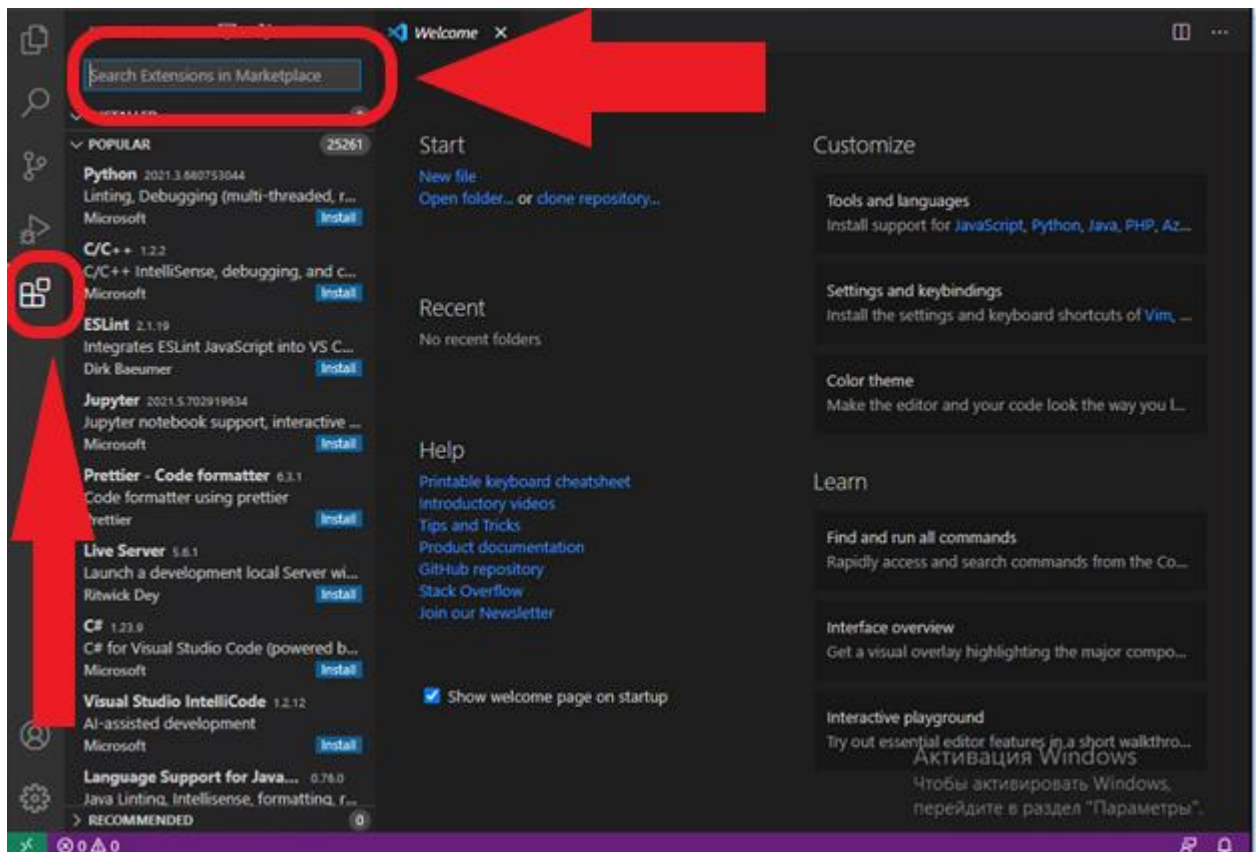 Welcome
Search Extensions in Marketplace
POPULAR 25261
Python 2021.3.680753044
Linting, Debugging (multi-threaded, r...
Microsoft Install
C/C++ 1.2.2
C/C++ IntelliSense, debugging, and c...
Microsoft Install
ESLint 2.1.19
Integrates ESLint JavaScript into VS C...
Dirk Baeumer Install
Jupyter 2021.5.702919634
Jupyter notebook support, interactive ...
Microsoft Install
Prettier - Code formatter 6.3.1
Code formatter using prettier
Prettier Install
Live Server 5.6.1
Launch a development local Server wi...
Ritwick Dey Install
C# 1.23.9
C# for Visual Studio Code (powered b...
Microsoft Install
Visual Studio IntelliCode 1.2.12
AI-assisted development
Microsoft Install
Language Support for Java... 0.76.0
Java Linting, Intellisense, formatting, r...
RECOMMENDED 0
Start
New file
Open folder... or clone repository...
Recent
No recent folders
Help
Printable keyboard cheatsheet
Introductory videos
Tips and Tricks
Product documentation
GitHub repository
Stack Overflow
Join our Newsletter
Show welcome page on startup
Customize
Tools and languages
Install support for JavaScript, Python, Java, PHP, Az...
Settings and keybindings
Install the settings and keyboard shortcuts of Vim, ...
Color theme
Make the editor and your code look the way you l...
Learn
Find and run all commands
Rapidly access and search commands from the Co...
Interface overview
Get a visual overlay highlighting the major compo...
Interactive playground
Try out essential editor features in a short walkthro...
Активация Windows
Чтобы активировать Windows,
перейдите в раздел "Параметры".
0 0